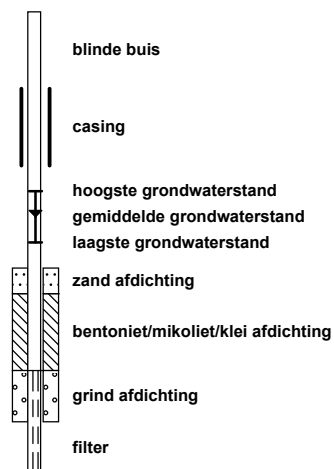 blinde buis
casing
hoogste grondwaterstand
gemiddelde grondwaterstand
laagste grondwaterstand
zand afdichting
bentoniet/mikoliet/klei afdichting
grind afdichting
filter